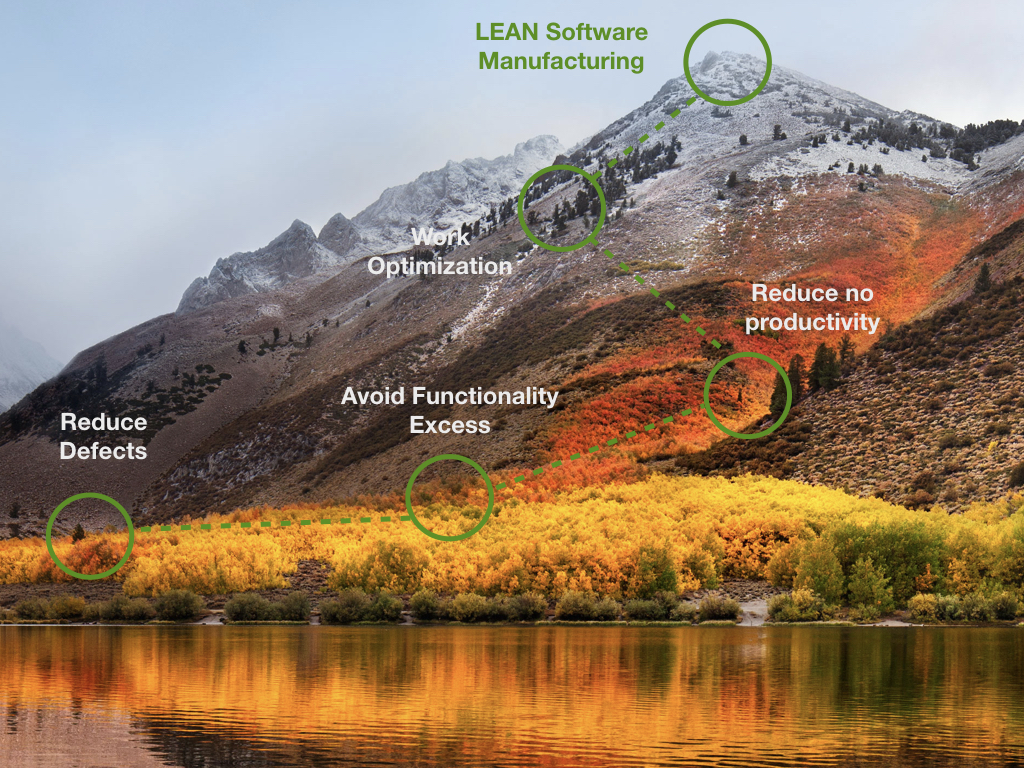 LEAN Software
Manufacturing
Work
Optimization
Reduce no
productivity
Avoid Functionality
Excess
Reduce
Defects